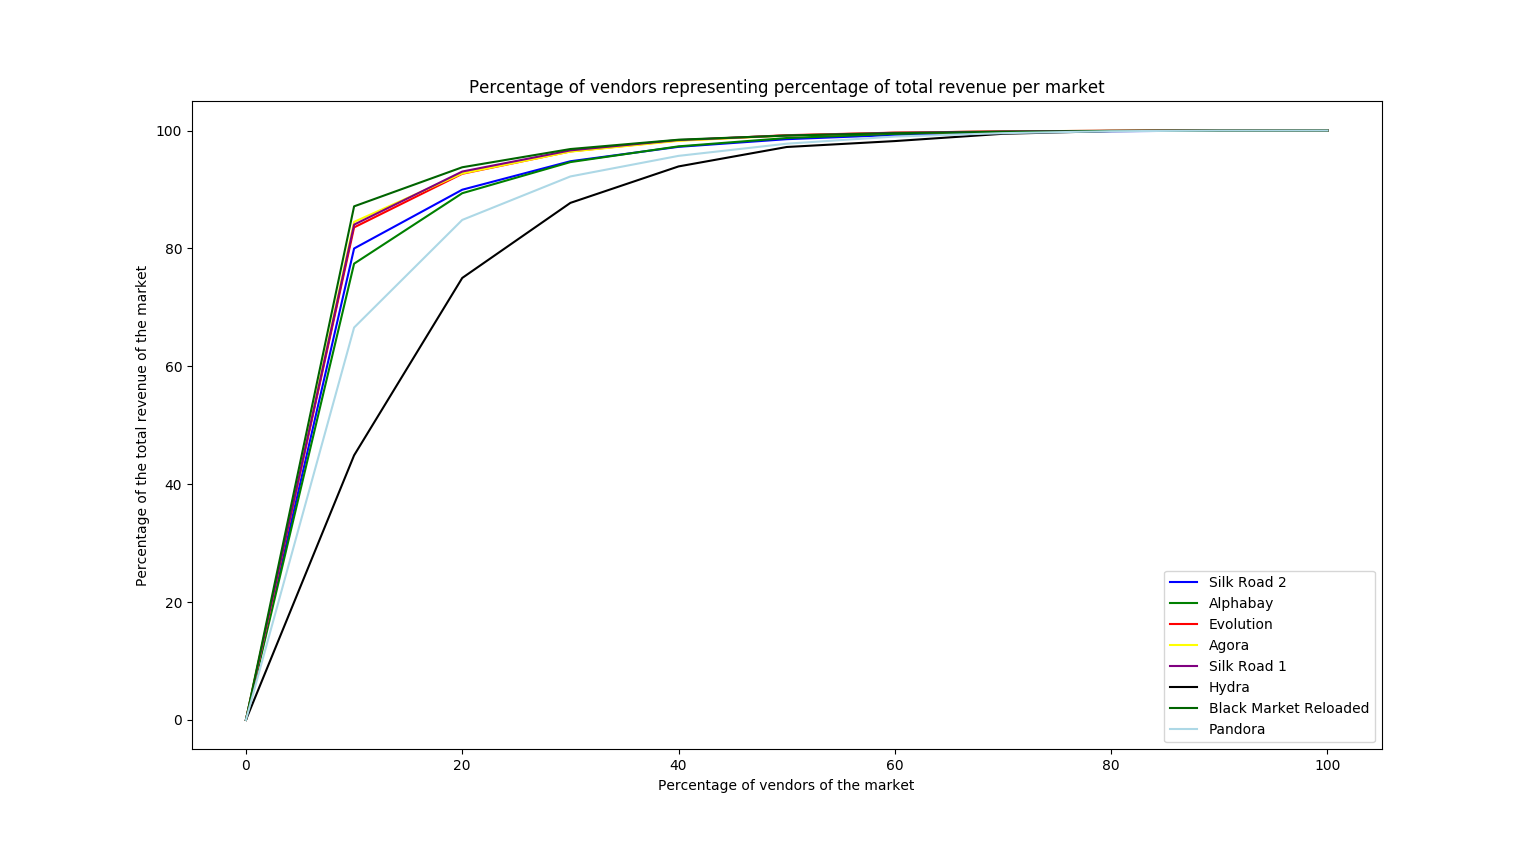 Percentage of vendors representing percentage of total revenue per market
100
80
60
40
20
0
Percentage of the total revenue of the market
0 20 40 60 80 100
Percentage of vendors of the market
Silk Road 2
Alphabay
Evolution
Agora
Silk Road 1
Hydra
Black Market Reloaded
Pandora